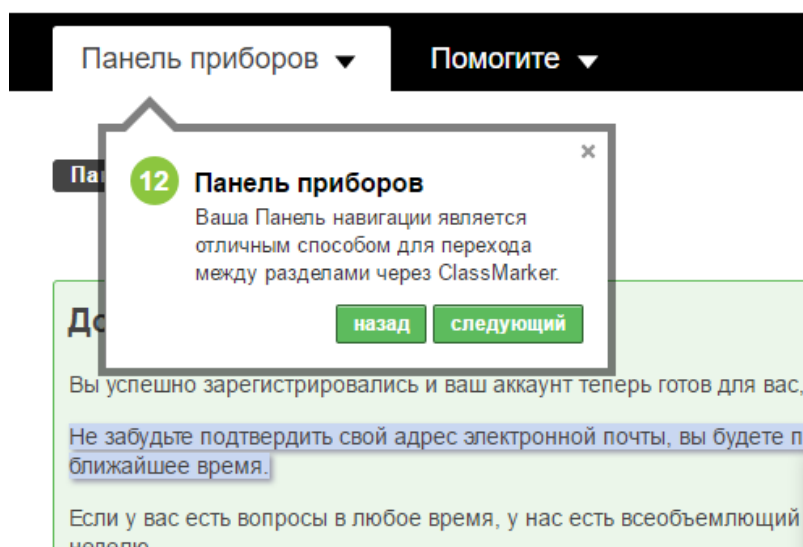 Панель приборов
Помогите
12
Панель приборов
Ваша Панель навигации является
отличным способом для перехода
между разделами через ClassMarker.
назад следующий
Вы успешно зарегистрировались и ваш аккаунт теперь готов для вас,
Не забудьте подтвердить свой адрес электронной почты, вы будете
ближайшее время.
Если у вас есть вопросы в любое время, у нас есть всеобъемлющий